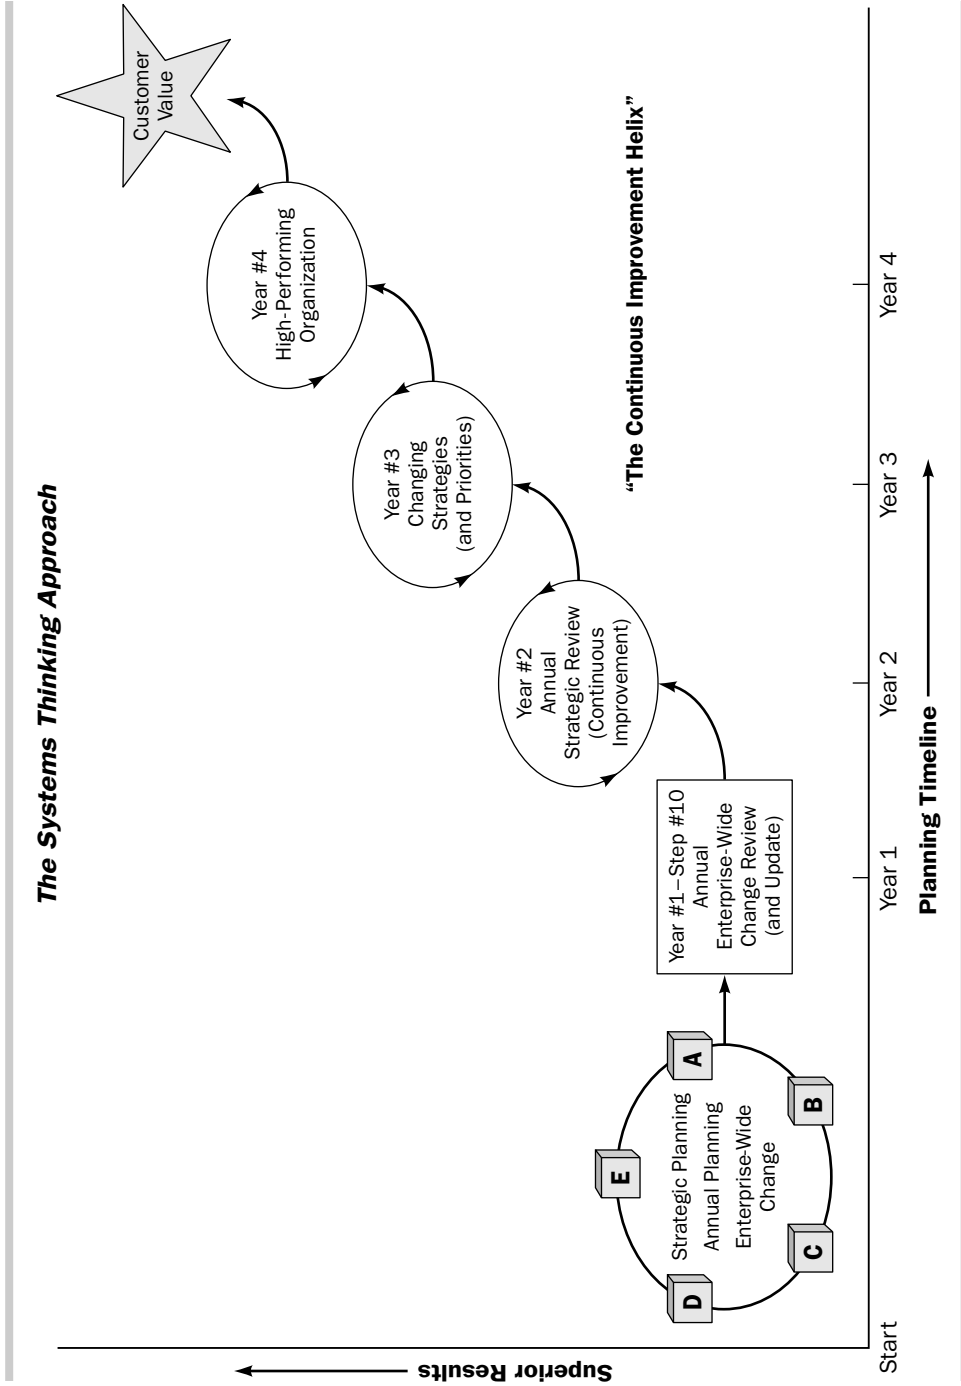 The Systems Thinking Approach
Customer
Value
Year #4
High-Performing
Organization
Year #3
Changing
Strategies
(and Priorities)
Year #2
Annual
Strategic Review
(Continuous
Improvement)
"The Continuous Improvement Helix"
Year #1–Step #10
Annual
Enterprise-Wide
Change Review
(and Update)
E
D
A
Strategic Planning
Annual Planning
Enterprise-Wide
Change
C
B
Superior Results
Start
Year 1
Year 2
Year 3
Year 4
Planning Timeline